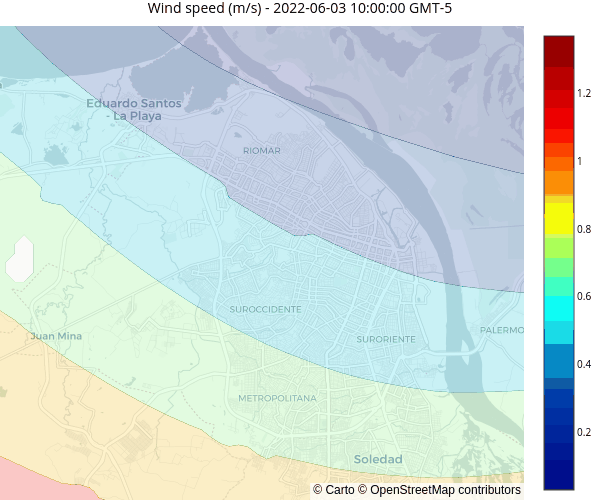 Wind speed (m/s) - 2022-06-03 10:00:00 GMT-5
Eduardo Santos
- La Playa
RIOMAR
SUROCCIDENTE
SURORIENTE
PALERMO
Juan Mina
METROPOLITANA
Soledad
© Carto © OpenStreetMap contributors
1.2
1
0.8
0.6
0.4
0.2